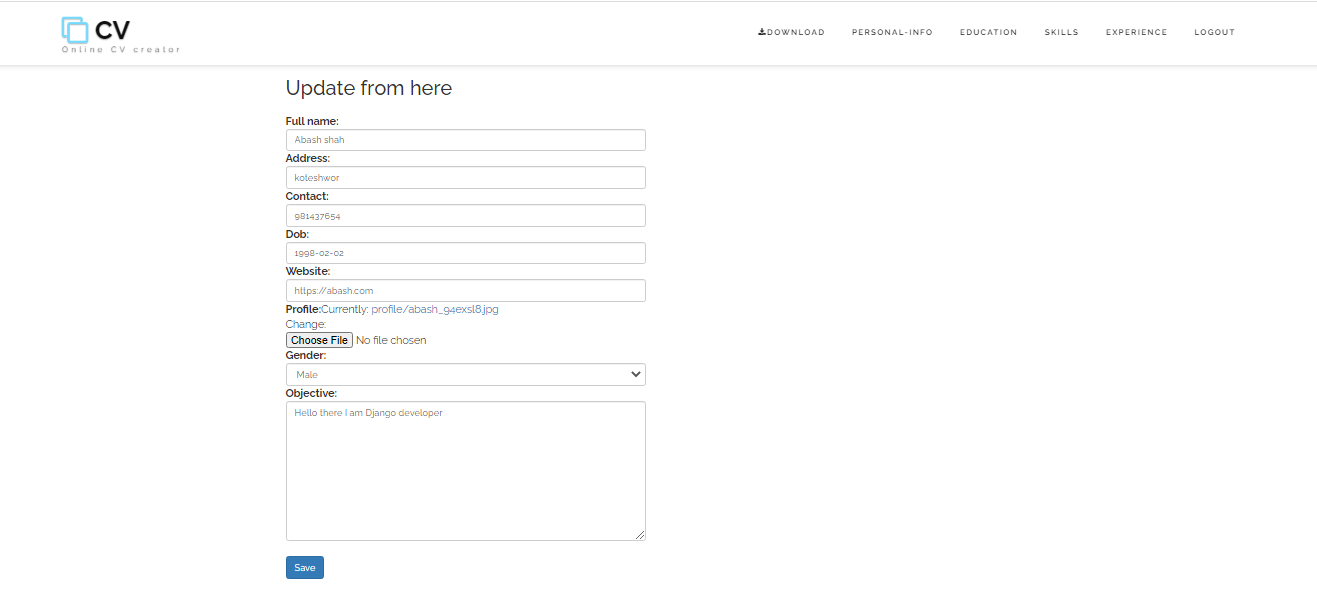 CV
Online CV creator
DOWNLOAD PERSONAL-INFO EDUCATION SKILLS EXPERIENCE LOGOUT
Update from here
Full name:
Abash shah
Address:
koteshwor
Contact:
981437654
Dob:
1998-02-02
Website:
https://abash.com
Profile:Currently: profile/abash_94exsl8.jpg
Change:
Choose File No file chosen
Gender:
Male
Objective:
Hello there I am Django developer
Save